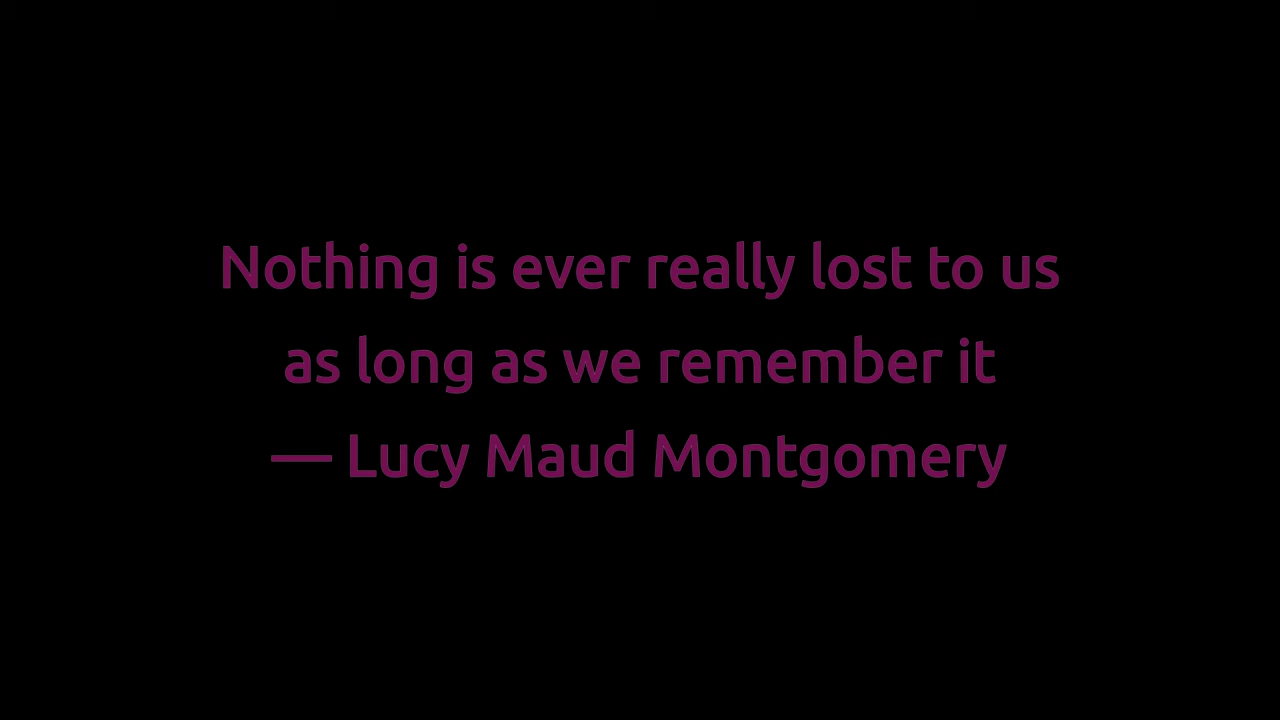 Nothing is ever really lost to us
as long as we remember it
— Lucy Maud Montgomery